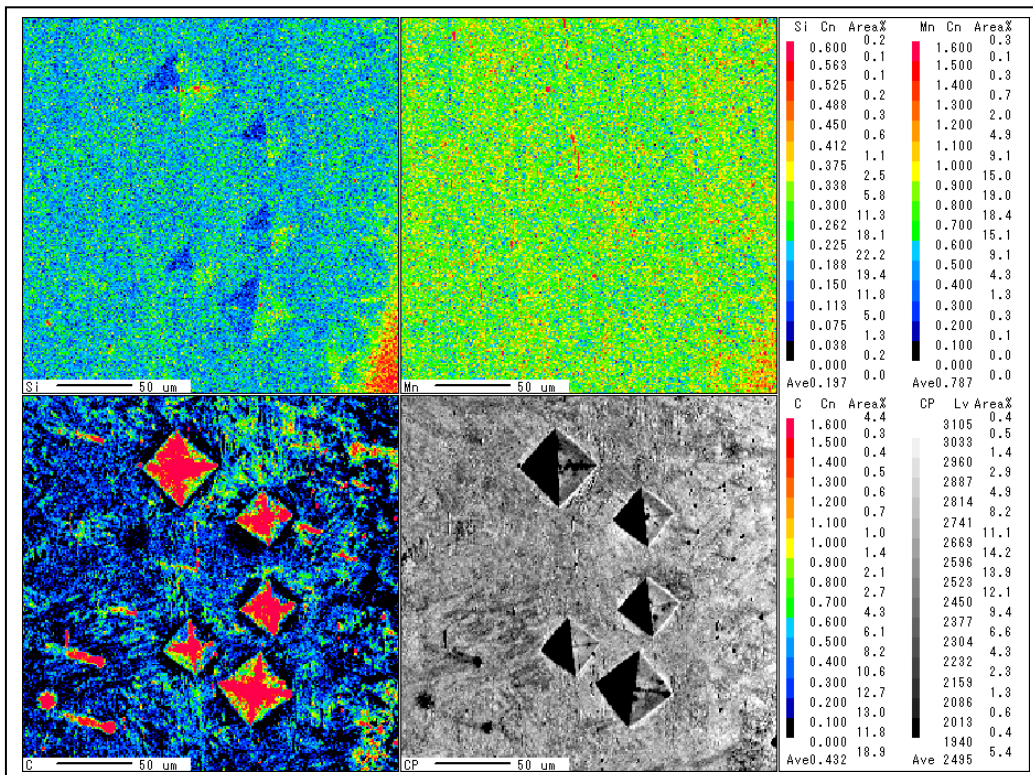 Si Cn Area% Mn Cn Area%
0.2 0.3
0.600 0.1 1.600 0.1
0.563 0.1 1.500 0.3
0.525 0.2 1.400 0.7
0.488 0.3 1.300 2.0
0.450 0.6 1.200 4.9
0.412 1.1 1.100 9.1
0.375 2.5 1.000 15.0
0.338 5.8 0.900 19.0
0.300 11.3 0.800 18.4
0.262 18.1 0.700 15.1
0.225 22.2 0.600 9.1
0.188 19.4 0.500 4.3
0.150 11.8 0.400 1.3
0.113 5.0 0.300 0.3
0.075 1.3 0.200 0.1
0.038 0.2 0.100 0.0
0.000 0.0 0.000 0.0
Ave0.197 Ave0.787
Si 50 um
Mn 50 um
C Cn Area% CP Lv Area%
4.4 0.4
1.600 0.3 3105 0.5
1.500 0.4 3033 1.4
1.400 0.5 2960 2.9
1.300 0.6 2887 4.9
1.200 0.7 2814 8.2
1.100 1.0 2741 11.1
1.000 1.4 2669 14.2
0.900 2.1 2596 13.9
0.800 2.7 2523 12.1
0.700 4.3 2450 9.4
0.600 6.1 2377 6.6
0.500 8.2 2304 4.3
0.400 10.6 2232 2.3
0.300 12.7 2159 1.3
0.200 13.0 2086 0.6
0.100 11.8 2013 0.4
0.000 18.9 1940 5.4
Ave0.432 Ave 2495
C 50 um
CP 50 um